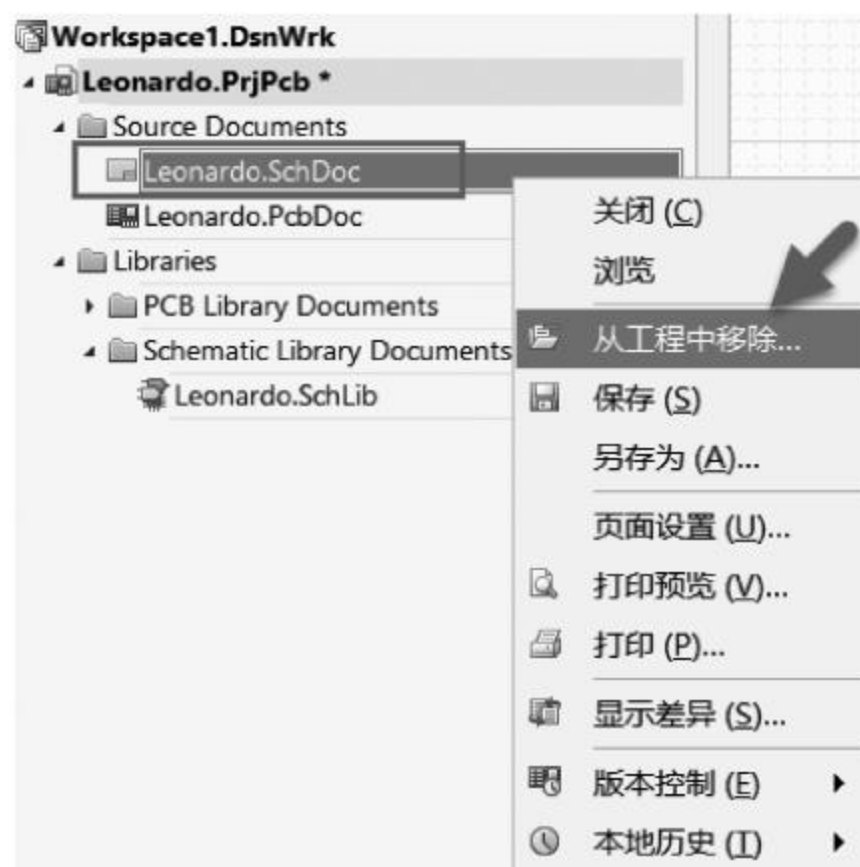 Workspace1.DsnWrk
Leonardo.PrjPcb *
Source Documents
Leonardo.SchDoc
Leonardo.PcbDoc
Libraries
PCB Library Documents
Schematic Library Documents
Leonardo.SchLib
关闭 (C)
浏览
从工程中移除...
保存 (S)
另存为 (A)...
页面设置 (U)...
打印预览 (V)...
打印 (P)...
显示差异 (S)...
版本控制 (E)
本地历史 (T)